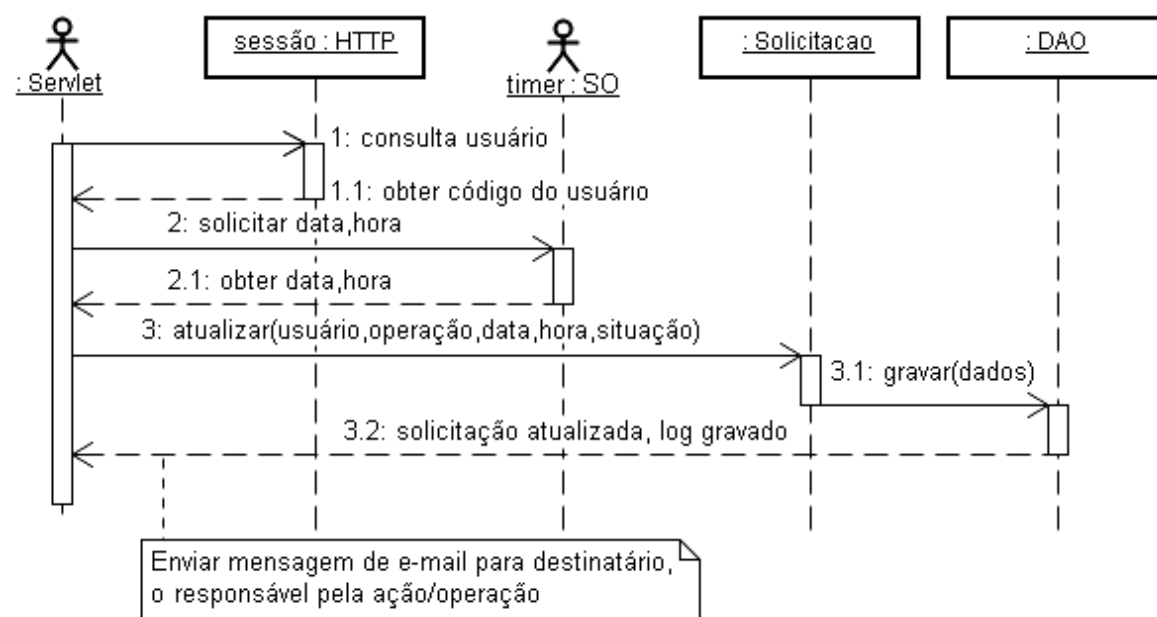 sessão : HTTP
: Solicitacao
: DAO
: Servlet
timer : SO
1: consulta usuário
1.1: obter código do usuário
2: solicitar data,hora
2.1: obter data,hora
3: atualizar(usuário,operação,data,hora,situação)
3.1: gravar(dados)
3.2: solicitação atualizada, log gravado
Enviar mensagem de e-mail para destinatário,
o responsável pela ação/operação